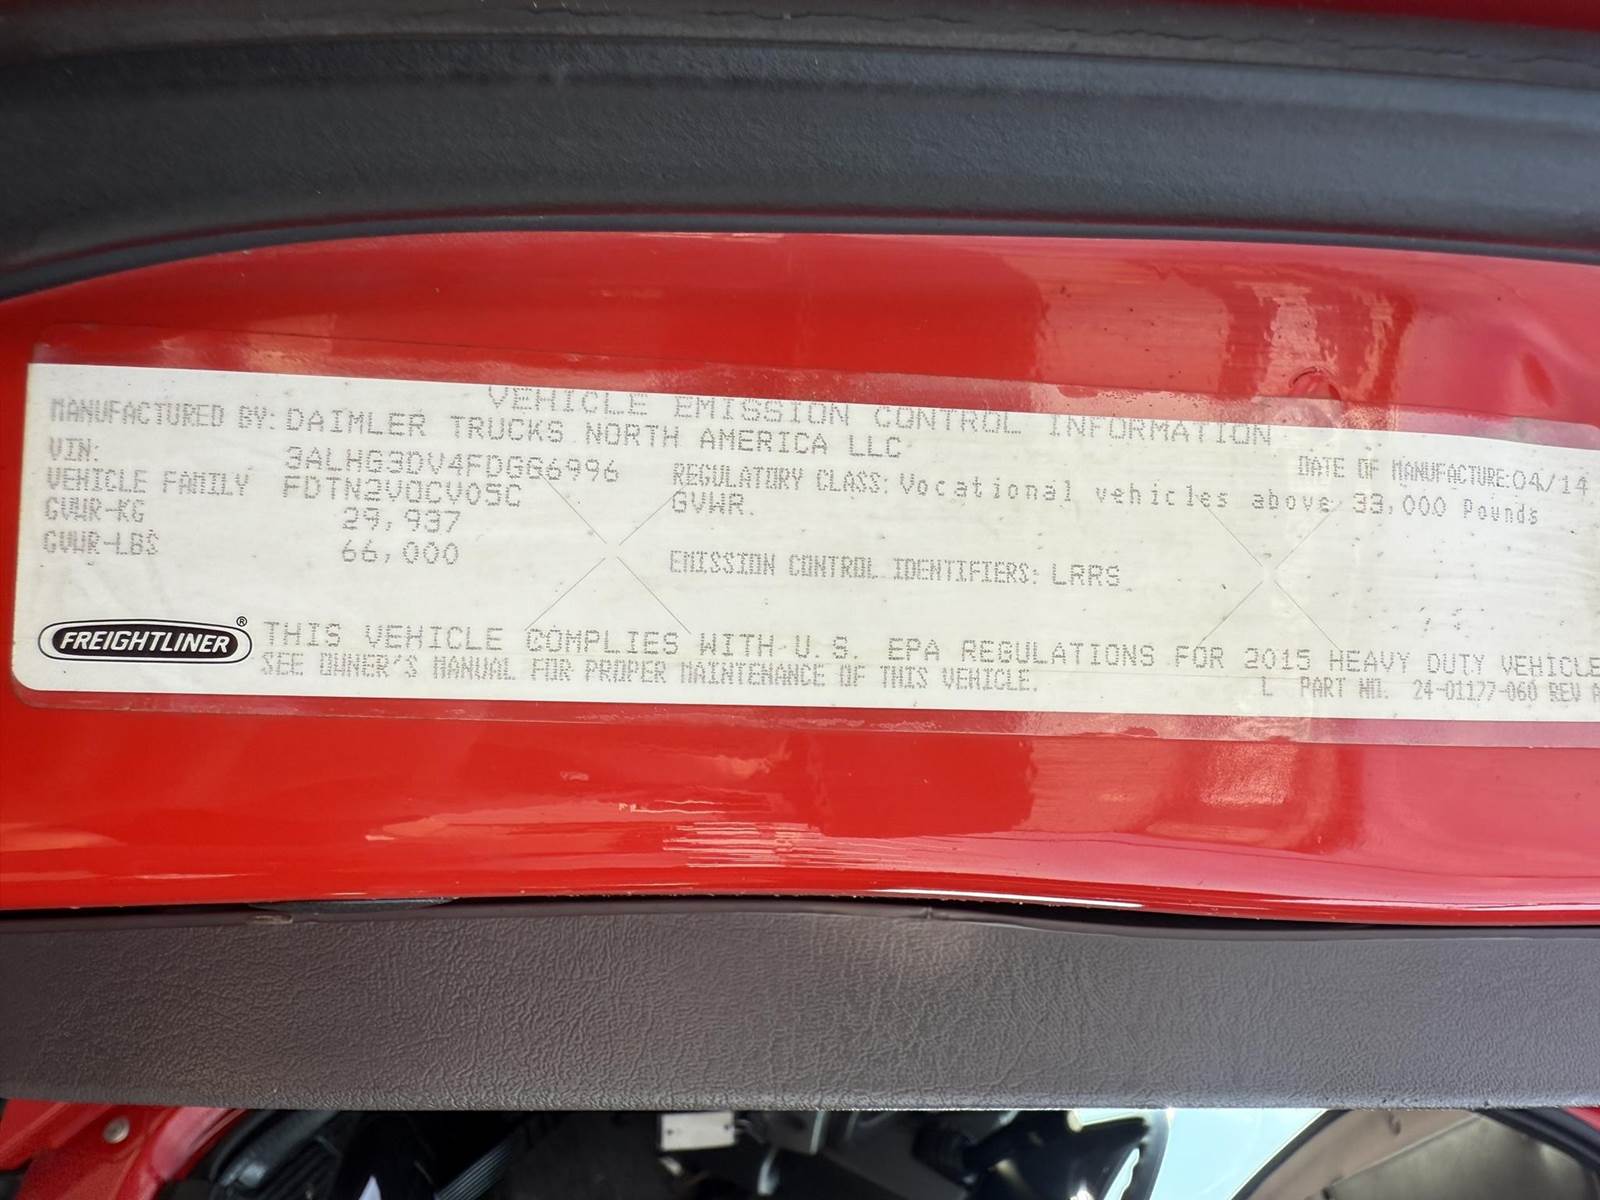 VEHICLE EMISSION CONTROL INFORMATION
MANUFACTURED BY: DAIMLER TRUCKS NORTH AMERICA LLC
VIN: 3ALHG3DV4FDGG6996
DATE OF MANUFACTURE: 04/14
VEHICLE FAMILY FDTN2VOCV05C
REGULATORY CLASS: Vocational vehicles above 33,000 Pounds
GVWR.
GVWR-KG 29,937
GVWR-LBS 66,000
EMISSION CONTROL IDENTIFIERS: LRRS
FREIGHTLINER®
THIS VEHICLE COMPLIES WITH U.S. EPA REGULATIONS FOR 2015 HEAVY DUTY VEHICLE
SEE OWNER'S MANUAL FOR PROPER MAINTENANCE OF THIS VEHICLE.
L PART NO. 24-01177-060 REV A